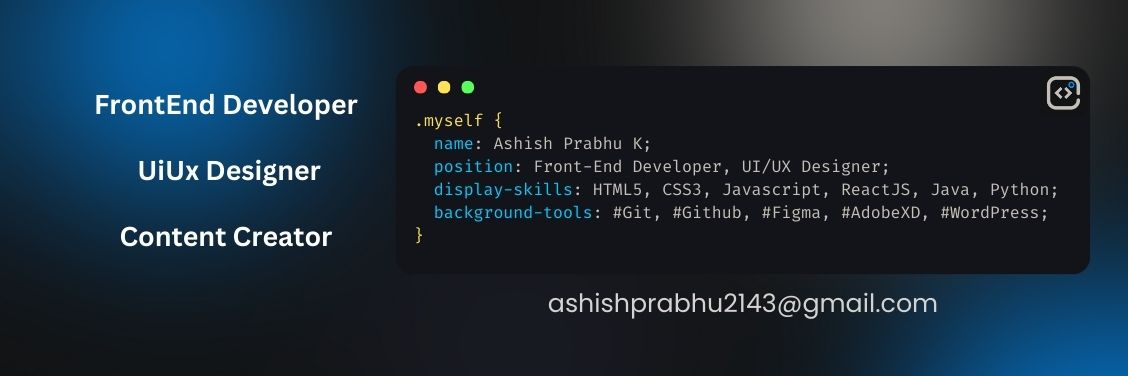 FrontEnd Developer
UiUx Designer
Content Creator
.myself {
  name: Ashish Prabhu K;
  position: Front-End Developer, UI/UX Designer;
  display-skills: HTML5, CSS3, Javascript, ReactJS, Java, Python;
  background-tools: #Git, #Github, #Figma, #AdobeXD, #WordPress;
}
ashishprabhu2143@gmail.com